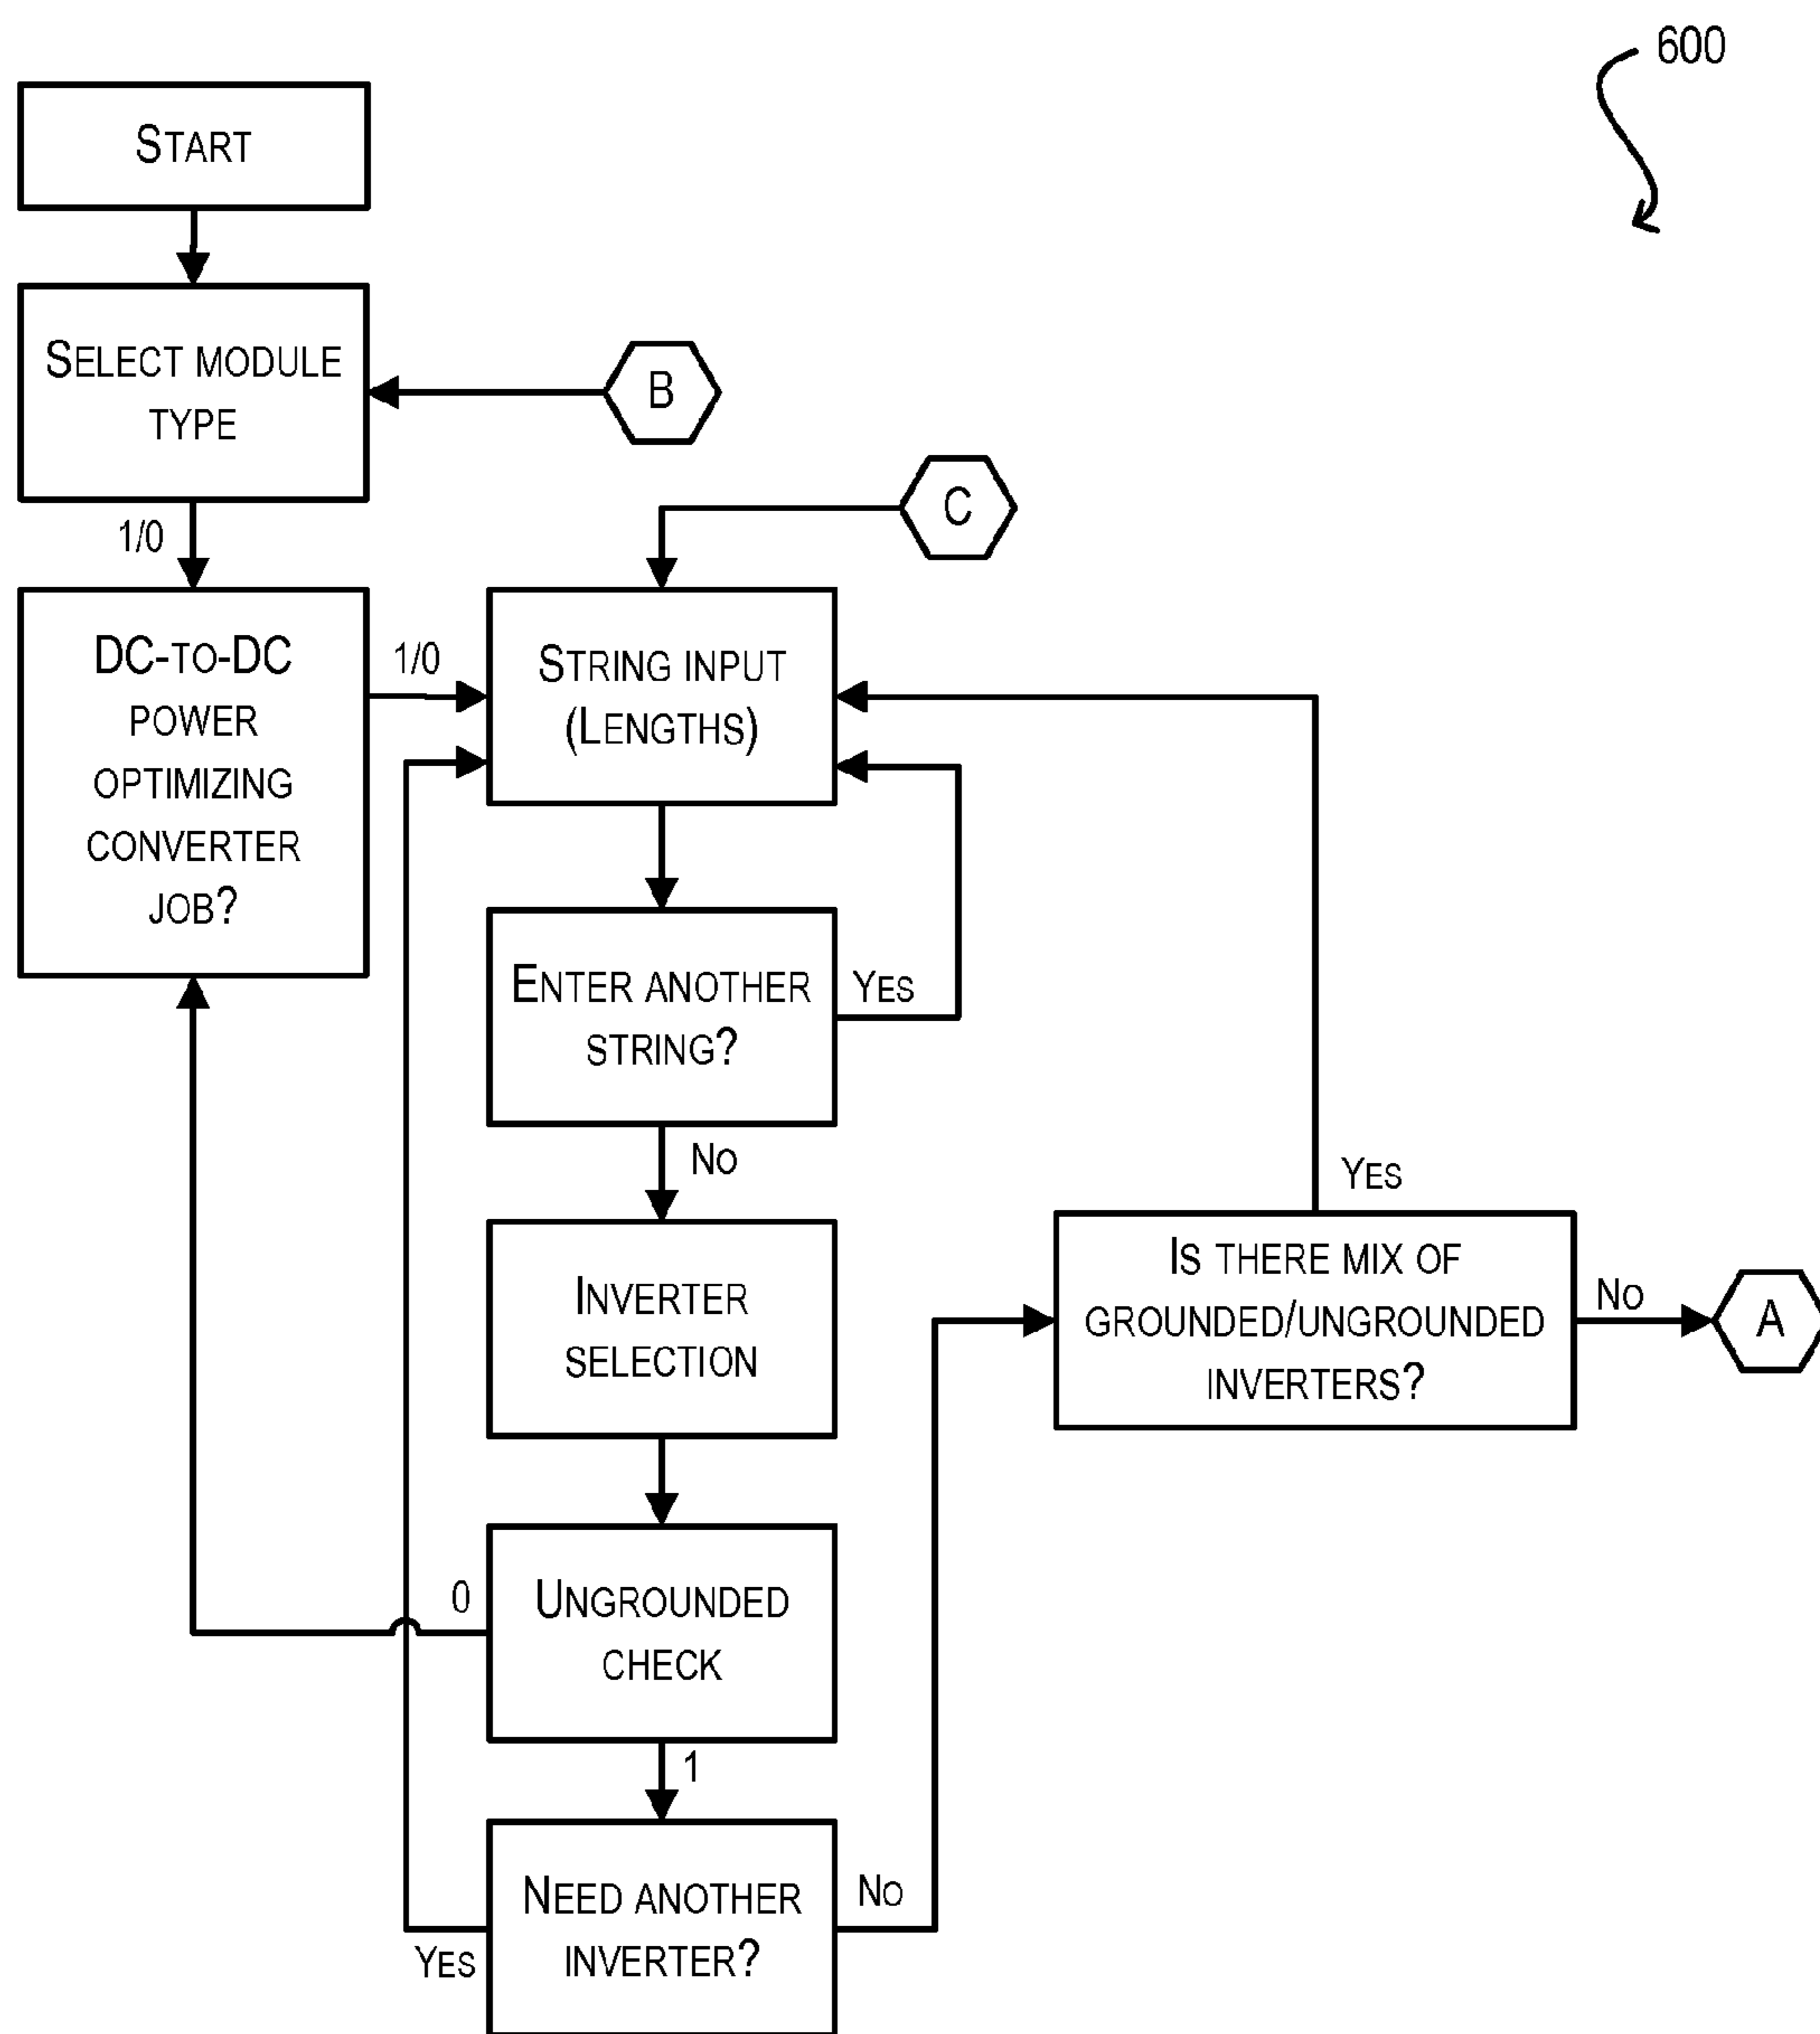 600
START
SELECT MODULE
TYPE
B
C
1/0
DC-TO-DC
POWER
OPTIMIZING
CONVERTER
JOB?
1/0
STRING INPUT
(LENGTHS)
ENTER ANOTHER
STRING?
YES
NO
INVERTER
SELECTION
YES
IS THERE MIX OF
GROUNDED/UNGROUNDED
INVERTERS?
NO
A
0
UNGROUNDED
CHECK
1
NEED ANOTHER
INVERTER?
NO
YES